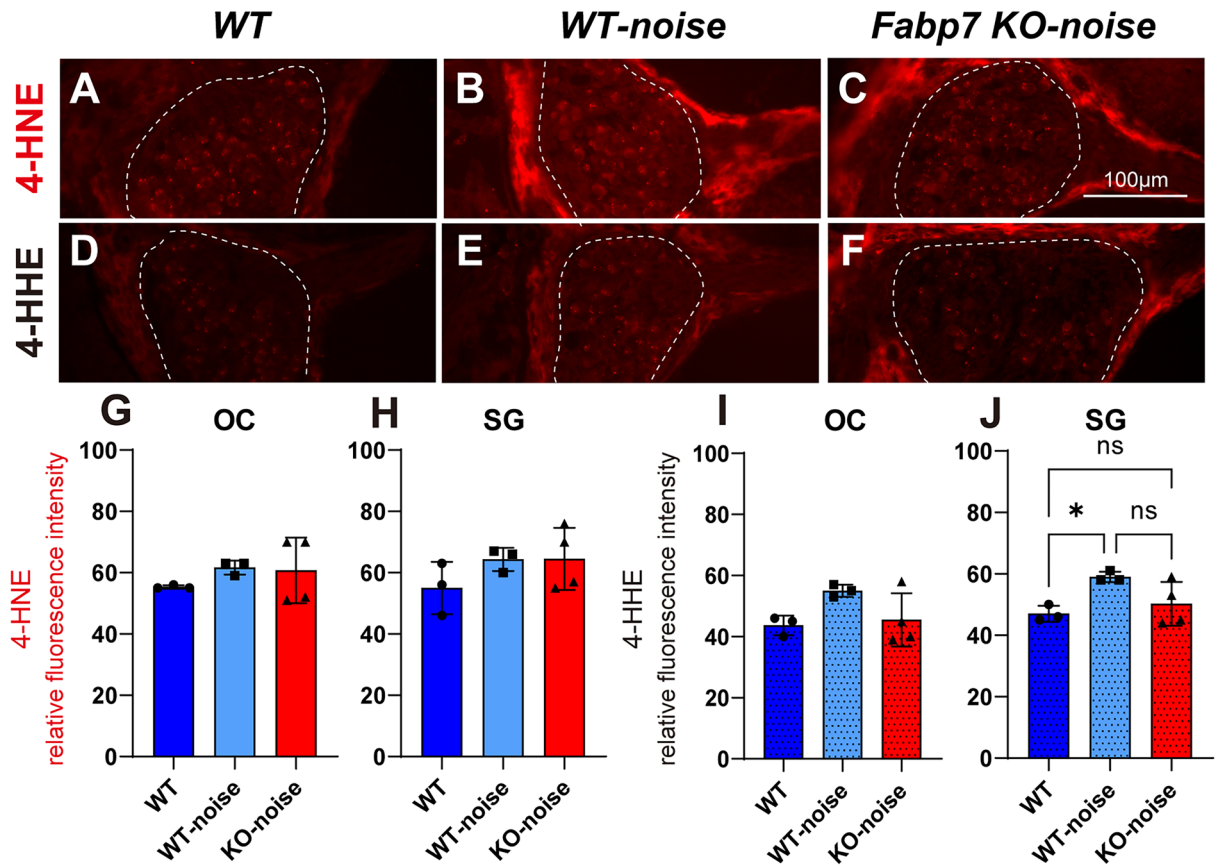 WT WT-noise Fabp7 KO-noise
4-HNE
A B C
100μm
4-HHE
D E F
G OC
4-HNE
relative fluorescence intensity
100
80
60
40
20
0
WT
WT-noise
KO-noise
H SG
100
80
60
40
20
0
WT
WT-noise
KO-noise
I OC
4-HHE
relative fluorescence intensity
100
80
60
40
20
0
WT
WT-noise
KO-noise
J SG
ns
* ns
100
80
60
40
20
0
WT
WT-noise
KO-noise